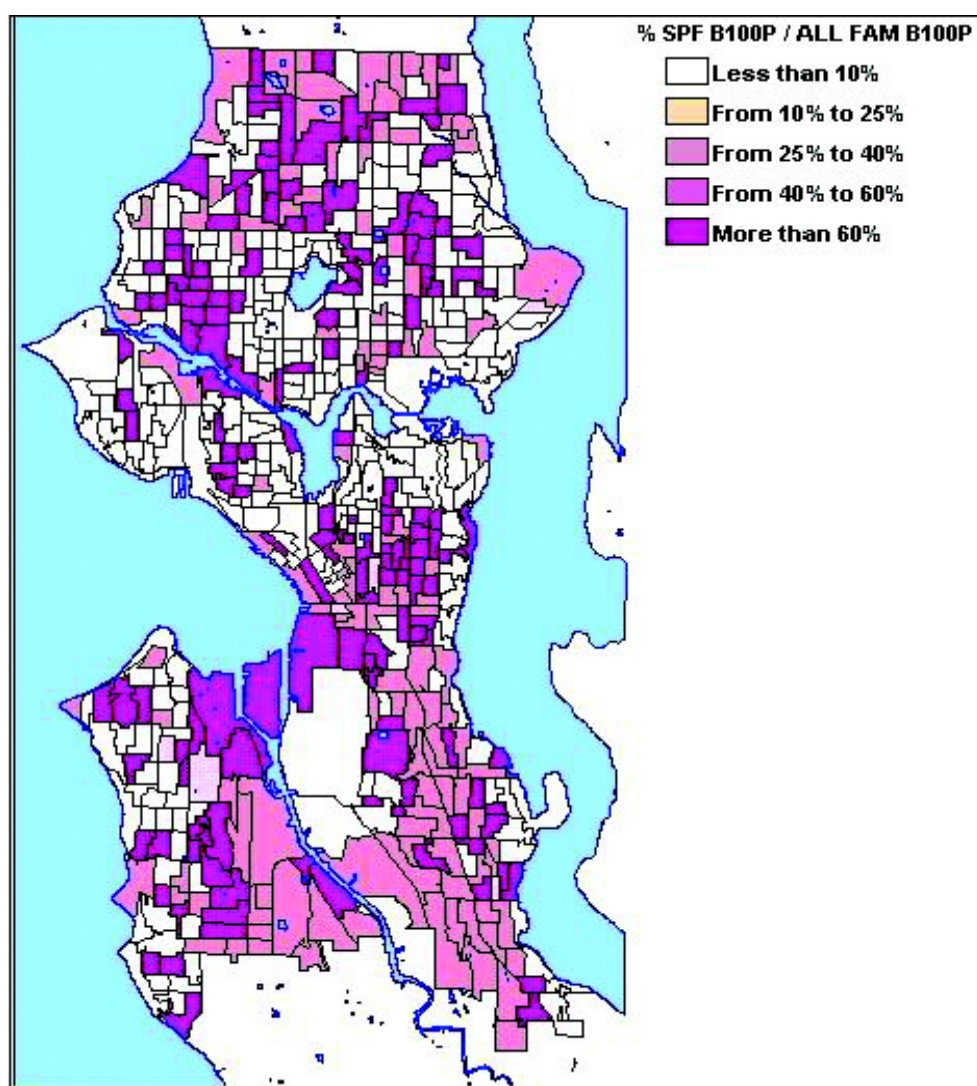 % SPF B100P / ALL FAM B100P
Less than 10%
From 10% to 25%
From 25% to 40%
From 40% to 60%
More than 60%